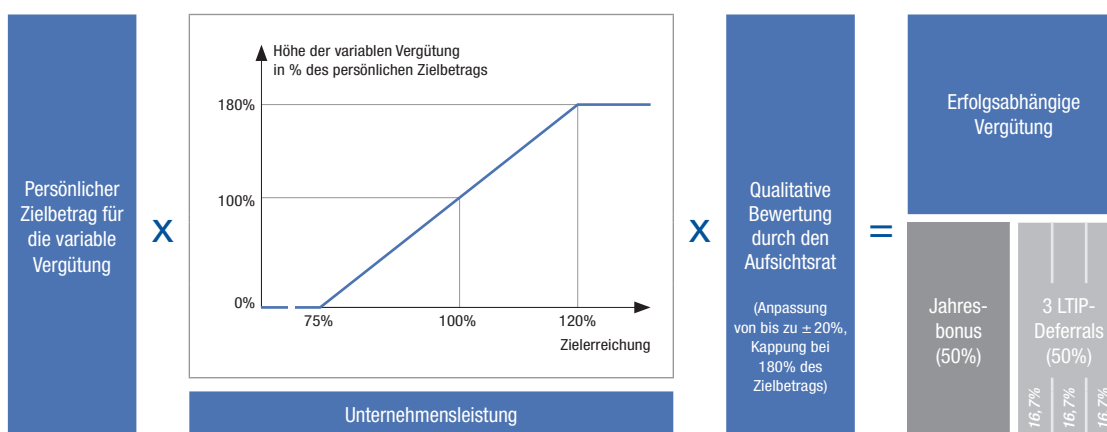 Persönlicher
Zielbetrag für
die variable
Vergütung
x
Höhe der variablen Vergütung
in % des persönlichen Zielbetrags
180%
100%
0%
75%
100%
120%
Zielerreichung
Unternehmensleistung
x
Qualitative
Bewertung
durch den
Aufsichtsrat
(Anpassung
von bis zu ± 20%,
Kappung bei
180% des
Zielbetrags)
=
Erfolgsabhängige
Vergütung
Jahres-
bonus
(50%)
3 LTIP-
Deferrals
(50%)
16,7%
16,7%
16,7%